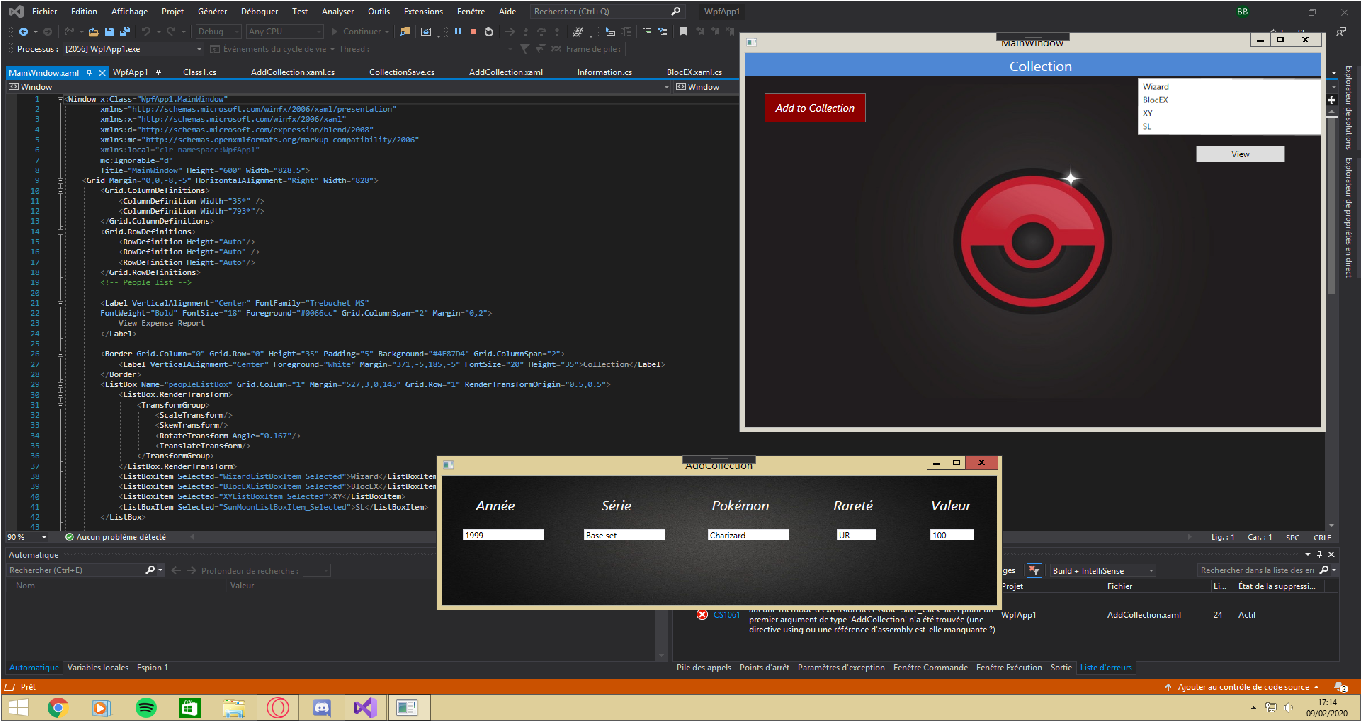 Fichier Edition Affichage Projet Générer Déboguer Test Analyser Outils Extensions Fenêtre Aide Rechercher (Ctrl+Q) WpfApp1 BB
Debug Any CPU Continuer
Processus : [2056] WpfApp1.exe Evénements du cycle de vie Thread : Frame de pile :
MainWindow.xaml WpfApp1 Class1.cs AddCollection.xaml.cs CollectionSave.cs AddCollection.xaml Information.cs BlocEX.xaml.cs
Window Window
1 <Window x:Class="WpfApp1.MainWindow"
2 xmlns="http://schemas.microsoft.com/winfx/2006/xaml/presentation"
3 xmlns:x="http://schemas.microsoft.com/winfx/2006/xaml"
4 xmlns:d="http://schemas.microsoft.com/expression/blend/2008"
5 xmlns:mc="http://schemas.openxmlformats.org/markup-compatibility/2006"
6 xmlns:local="clr-namespace:WpfApp1"
7 mc:Ignorable="d"
8 Title="MainWindow" Height="600" Width="828.5">
9 <Grid Margin="0,0,-8,-5" HorizontalAlignment="Right" Width="828">
10 <Grid.ColumnDefinitions>
11 <ColumnDefinition Width="35*" />
12 <ColumnDefinition Width="793*"/>
13 </Grid.ColumnDefinitions>
14 <Grid.RowDefinitions>
15 <RowDefinition Height="Auto"/>
16 <RowDefinition Height="Auto" />
17 <RowDefinition Height="Auto"/>
18 </Grid.RowDefinitions>
19 <!-- People list -->
20
21 <Label VerticalAlignment="Center" FontFamily="Trebuchet MS"
22 FontWeight="Bold" FontSize="18" Foreground="#0066cc" Grid.ColumnSpan="2" Margin="0,2">
23 View Expense Report
24 </Label>
25
26 <Border Grid.Column="0" Grid.Row="0" Height="35" Padding="5" Background="#4E87D4" Grid.ColumnSpan="2">
27 <Label VerticalAlignment="Center" Foreground="White" Margin="371,-5,185,-5" FontSize="20" Height="35">Collection</Label>
28 </Border>
29 <ListBox Name="peopleListBox" Grid.Column="1" Margin="527,3,0,145" Grid.Row="1" RenderTransformOrigin="0.5,0.5">
30 <ListBox.RenderTransform>
31 <TransformGroup>
32 <ScaleTransform/>
33 <SkewTransform/>
34 <RotateTransform Angle="0.167"/>
35 <TranslateTransform/>
36 </TransformGroup>
37 </ListBox.RenderTransform>
38 <ListBoxItem Selected="WizardListBoxItem_Selected">Wizard</ListBoxItem
39 <ListBoxItem Selected="BlocEXListBoxItem_Selected">BlocEX</ListBoxItem
40 <ListBoxItem Selected="XYListBoxItem_Selected">XY</ListBoxItem>
41 <ListBoxItem Selected="SunMoonListBoxItem_Selected">SL</ListBoxItem>
42 </ListBox>
43
90 % Aucun problème détecté Lig.: 1 Car.: 1 SPC CRLF
MainWindow
Collection
Add to Collection
Wizard
BlocEX
XY
SL
View
AddCollection
Année Série Pokémon Rareté Valeur
1999 Base set Charizard UR 100
Explorateur de solutions
Explorateur de propriétés en direct
Automatique
Rechercher (Ctrl+E) Profondeur de recherche :
Nom Valeur
ges Build + IntelliSense Rechercher dans la liste des err
Projet Fichier Li... État de la suppressi...
CS1061
premier argument de type 'AddCollection' n'a été trouvée (une
directive using ou une référence d'assembly est-elle manquante ?)
WpfApp1 AddCollection.xaml 24 Actif
Automatique Variables locales Espion 1
Pile des appels Points d'arrêt Paramètres d'exception Fenêtre Commande Fenêtre Exécution Sortie Liste d'erreurs
Prêt Ajouter au contrôle de code source
17:14
09/02/2020